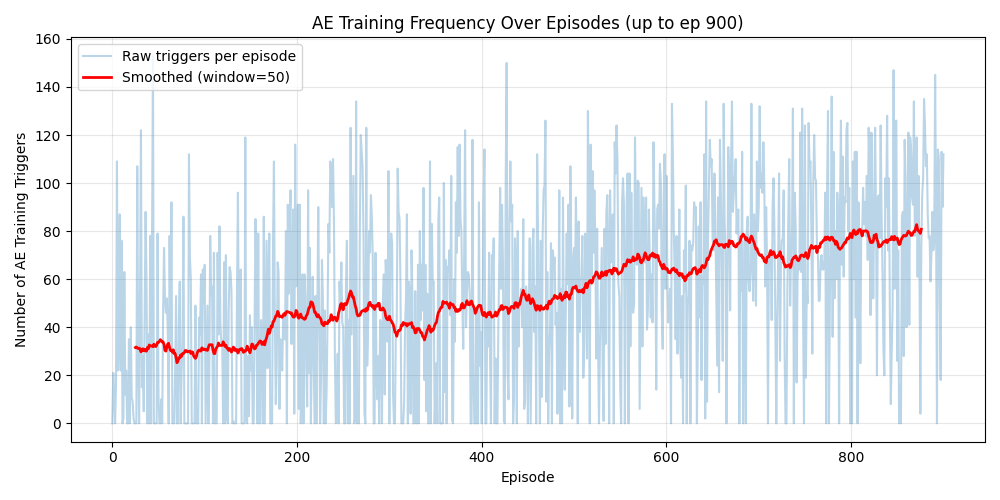 AE Training Frequency Over Episodes (up to ep 900)
Raw triggers per episode
Smoothed (window=50)
Number of AE Training Triggers
160
140
120
100
80
60
40
20
0
0 200 400 600 800
Episode